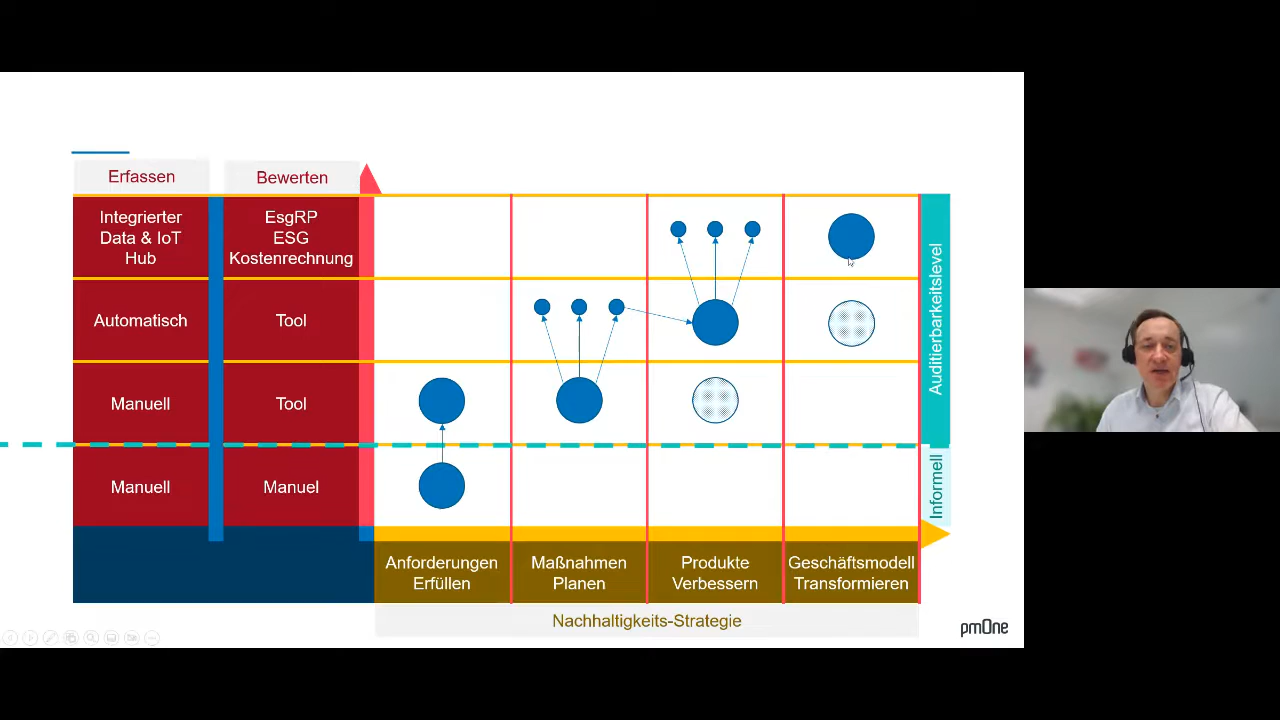 Erfassen
Bewerten
Integrierter
Data & IoT
Hub
EsgRP
ESG
Kostenrechnung
Automatisch
Tool
Manuell
Tool
Manuell
Manuel
Auditierbarkeitslevel
Informell
Anforderungen
Erfüllen
Maßnahmen
Planen
Produkte
Verbessern
Geschäftsmodell
Transformieren
Nachhaltigkeits-Strategie
pmOne